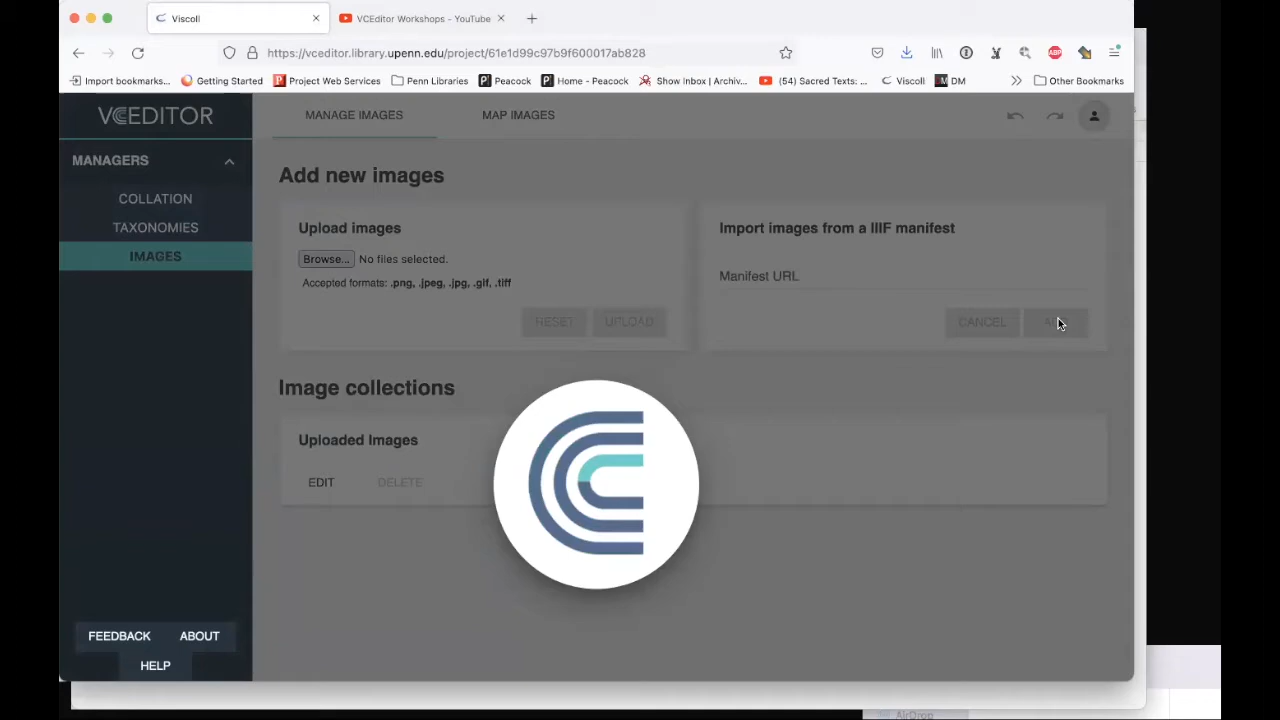 Viscoll
VCEditor Workshops - YouTube
https://vceditor.library.upenn.edu/project/61e1d99c97b9f600017ab828
Import bookmarks... Getting Started Project Web Services Penn Libraries Peacock Home - Peacock Show Inbox | Archiv... (54) Sacred Texts: ... Viscoll DM Other Bookmarks
VCEDITOR
MANAGE IMAGES
MAP IMAGES
MANAGERS
COLLATION
TAXONOMIES
IMAGES
Add new images
Upload images
Browse... No files selected.
Accepted formats: .png, .jpeg, .jpg, .gif, .tiff
RESET
UPLOAD
Import images from a IIIF manifest
Manifest URL
CANCEL
Image collections
Uploaded Images
EDIT
DELETE
FEEDBACK
ABOUT
HELP
AirDrop